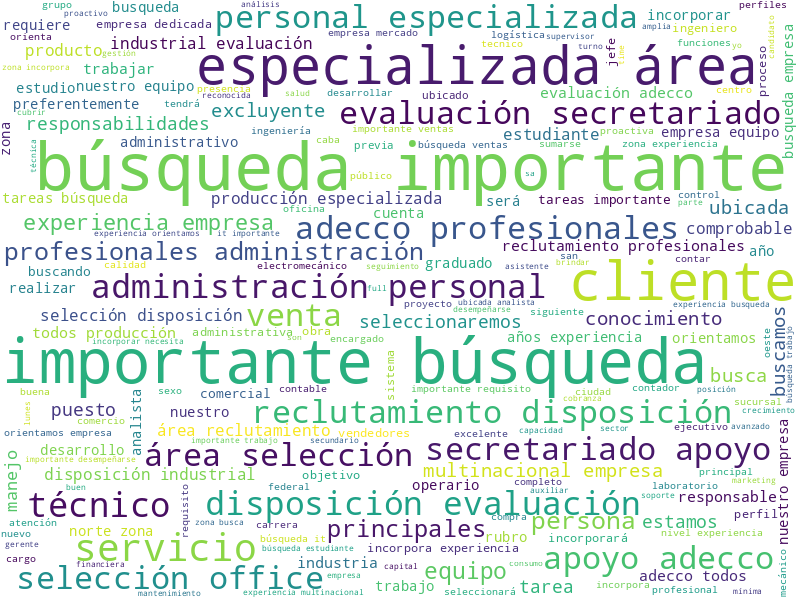 grupo
análisis
perfiles
orienta
proactivo
busqueda
personal especializada
incorporar
requiere
empresa dedicada
empresa mercado
logística
supervisor
amplia
ingeniero
candidato
producto
industrial evaluación
tecnico
turno
jefe
time
funciones
yo
gestión
zona incorpora
trabajar
especializada área
proceso
busqueda empresa
estudio
nuestro equipo
presencia
salud
desarrollar
ubicado
evaluación adecco
centro
preferentemente
reconocida
tendrá
excluyente
evaluación secretariado
cubrir
responsabilidades
ingeniería
importante ventas
estudiante
proactiva
empresa equipo
zona
técnica
administrativo
caba
previa
búsqueda ventas
sumarse
zona experiencia
búsqueda importante
público
sa
tareas búsqueda
producción especializada
será
tareas importante
control
parte
ubicada
oficina
cuenta
experiencia empresa
adecco profesionales
comprobable
experiencia orientamos
it importante
profesionales administración
reclutamiento profesionales
año
calidad
electromecánico
seguimiento
graduado
asistente
san
brindar
contar
buscando
cliente
realizar
administración personal
full
proyecto
ubicada analista
desempeñarse
experiencia busqueda
selección disposición
venta
seleccionaremos
siguiente
conocimiento
buscamos
oeste
búsqueda trabajo
todos producción
administrativa
obra
años experiencia
orientamos
incorporar necesita
son
encargado
importante búsqueda
sistema
buena
sexo
contable
importante requisito
ciudad
cobranza
contador
busca
posición
puesto
lunes
comercio
analista
comercial
nuestro
reclutamiento disposición
sucursal
crecimiento
orientamos empresa
área reclutamiento
vendedores
capacidad
sector
ejecutivo
avanzado
desarrollo
importante trabajo
secundario
excelente
importante desempeñarse
área selección
secretariado apoyo
nuestro empresa
manejo
disposición industrial
objetivo
multinacional empresa
principal
marketing
buen
requisito
federal
completo
auxiliar
operario
laboratorio
soporte
responsable
técnico
disposición evaluación
compra
persona
perfil
atención
nuevo
norte zona
zona busca
carrera
principales
rubro
incorporará
estamos
nivel experiencia
gerente
servicio
búsqueda it
búsqueda estudiante
industria
incorpora experiencia
apoyo adecco
mecánico
cargo
financiera
empresa
capital
equipo
consumo
seleccionará
adecco todos
selección office
mantenimiento
experiencia multinacional
trabajo
tarea
incorpora
profesional
mínima